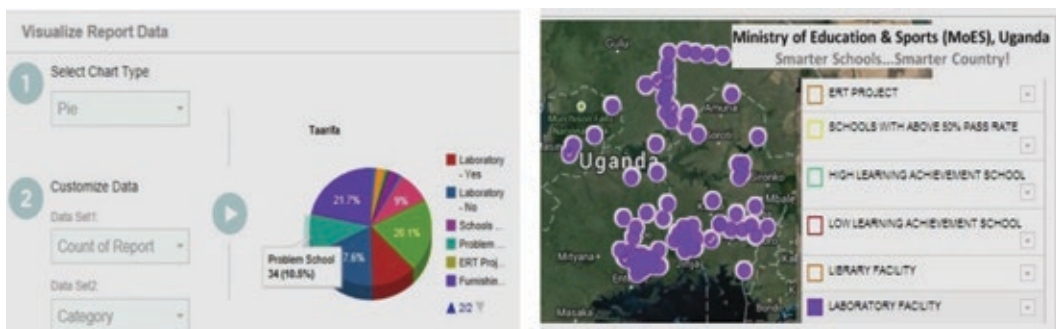 Visualize Report Data
1
Select Chart Type
Pie
2
Customize Data
Data Set1:
Count of Report
Data Set2:
Category
Taarifa
21.7%
9%
20.1%
7.6%
Problem School
34 (10.5%)
Laboratory
- Yes
Laboratory
- No
Schools ...
Problem ...
ERT Proj...
Furnishin...
2/2
Ministry of Education & Sports (MoES), Uganda
Smarter Schools...Smarter Country!
ERT PROJECT
SCHOOLS WITH ABOVE 50% PASS RATE
HIGH LEARNING ACHIEVEMENT SCHOOL
LOW LEARNING ACHIEVEMENT SCHOOL
LIBRARY FACILITY
LABORATORY FACILITY
Gulu
Amuria
Soroti
Uganda
Sironko
Mbale
Mityana
Masaka